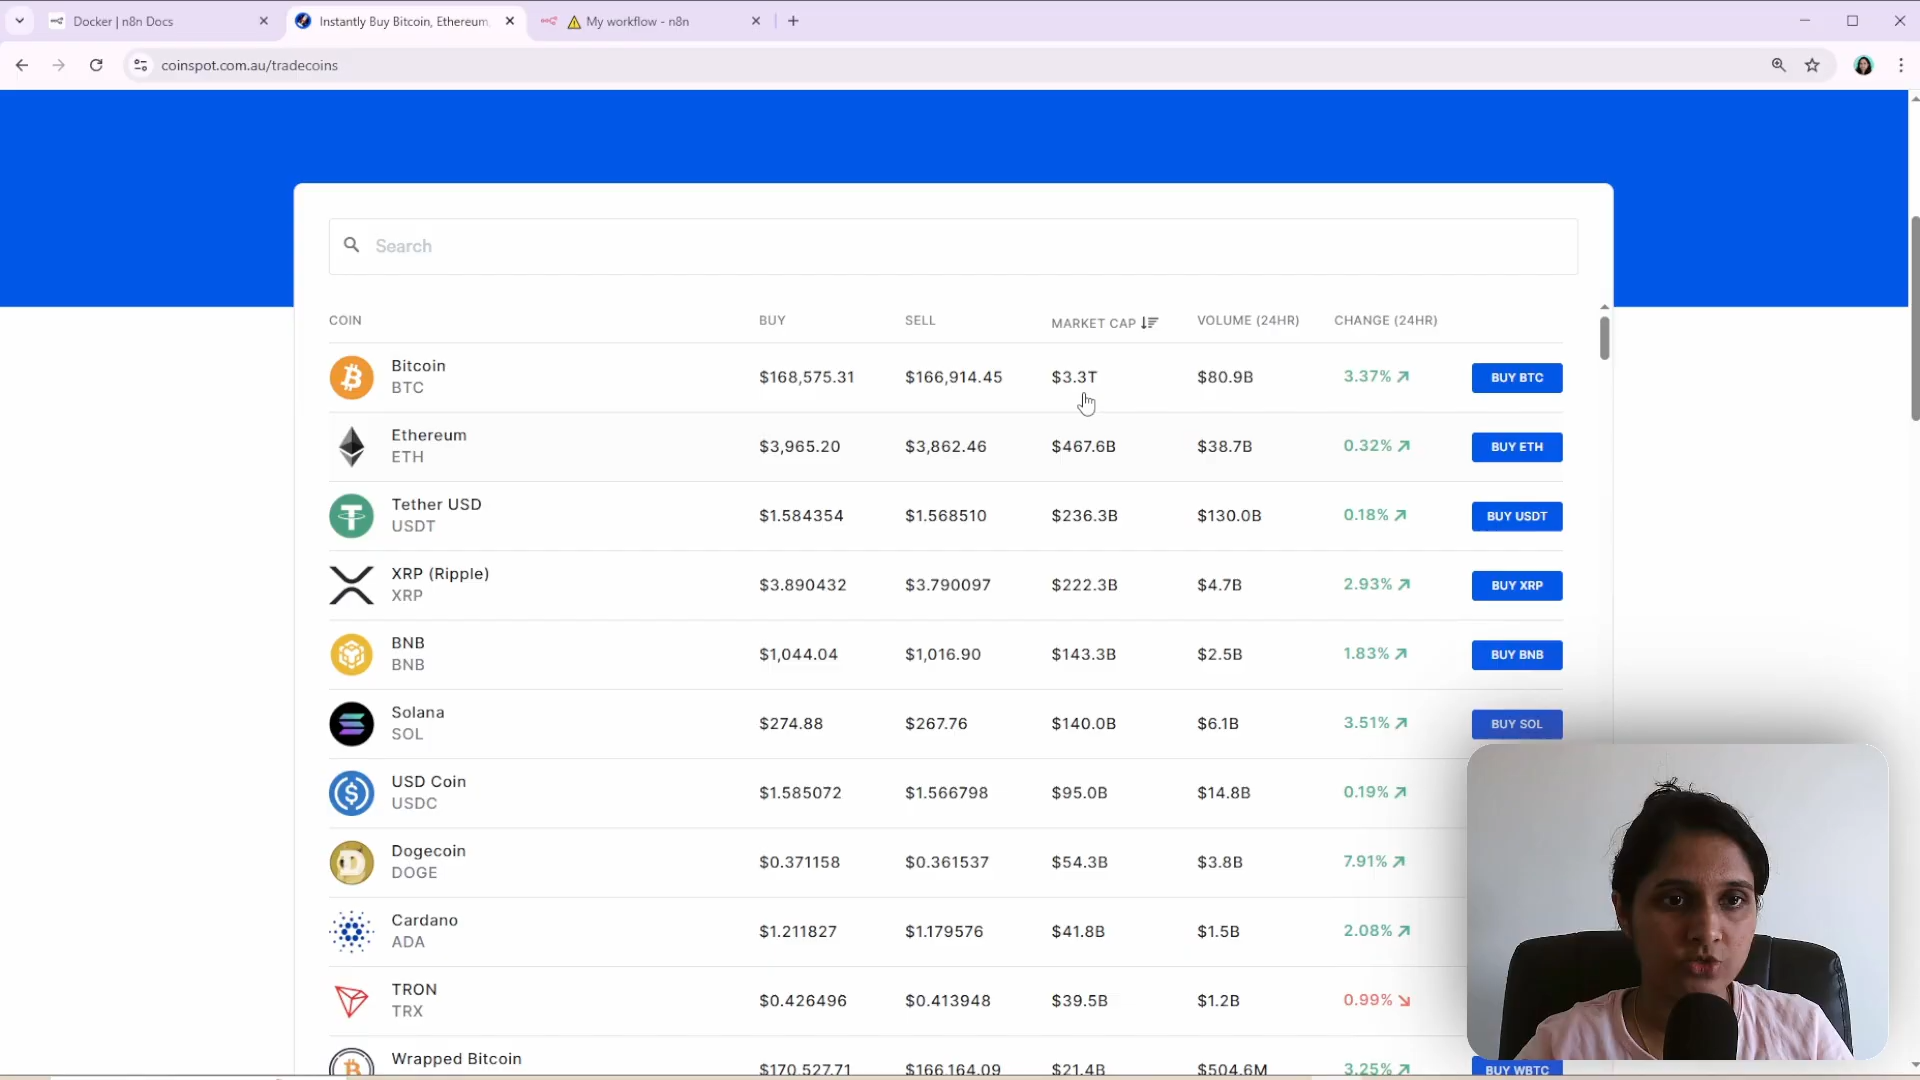 Docker | n8n Docs
Instantly Buy Bitcoin, Ethereum,
My workflow - n8n
coinspot.com.au/tradecoins
Search
COIN BUY SELL MARKET CAP VOLUME (24HR) CHANGE (24HR)
Bitcoin
BTC
$168,575.31 $166,914.45 $3.3T $80.9B 3.37% BUY BTC
Ethereum
ETH
$3,965.20 $3,862.46 $467.6B $38.7B 0.32% BUY ETH
Tether USD
USDT
$1.584354 $1.568510 $236.3B $130.0B 0.18% BUY USDT
XRP (Ripple)
XRP
$3.890432 $3.790097 $222.3B $4.7B 2.93% BUY XRP
BNB
BNB
$1,044.04 $1,016.90 $143.3B $2.5B 1.83% BUY BNB
Solana
SOL
$274.88 $267.76 $140.0B $6.1B 3.51% BUY SOL
USD Coin
USDC
$1.585072 $1.566798 $95.0B $14.8B 0.19%
Dogecoin
DOGE
$0.371158 $0.361537 $54.3B $3.8B 7.91%
Cardano
ADA
$1.211827 $1.179576 $41.8B $1.5B 2.08%
TRON
TRX
$0.426496 $0.413948 $39.5B $1.2B 0.99%
Wrapped Bitcoin
$170,527.71 $166,164.09 $21.4B $504.6M 3.25% BUY WBTC